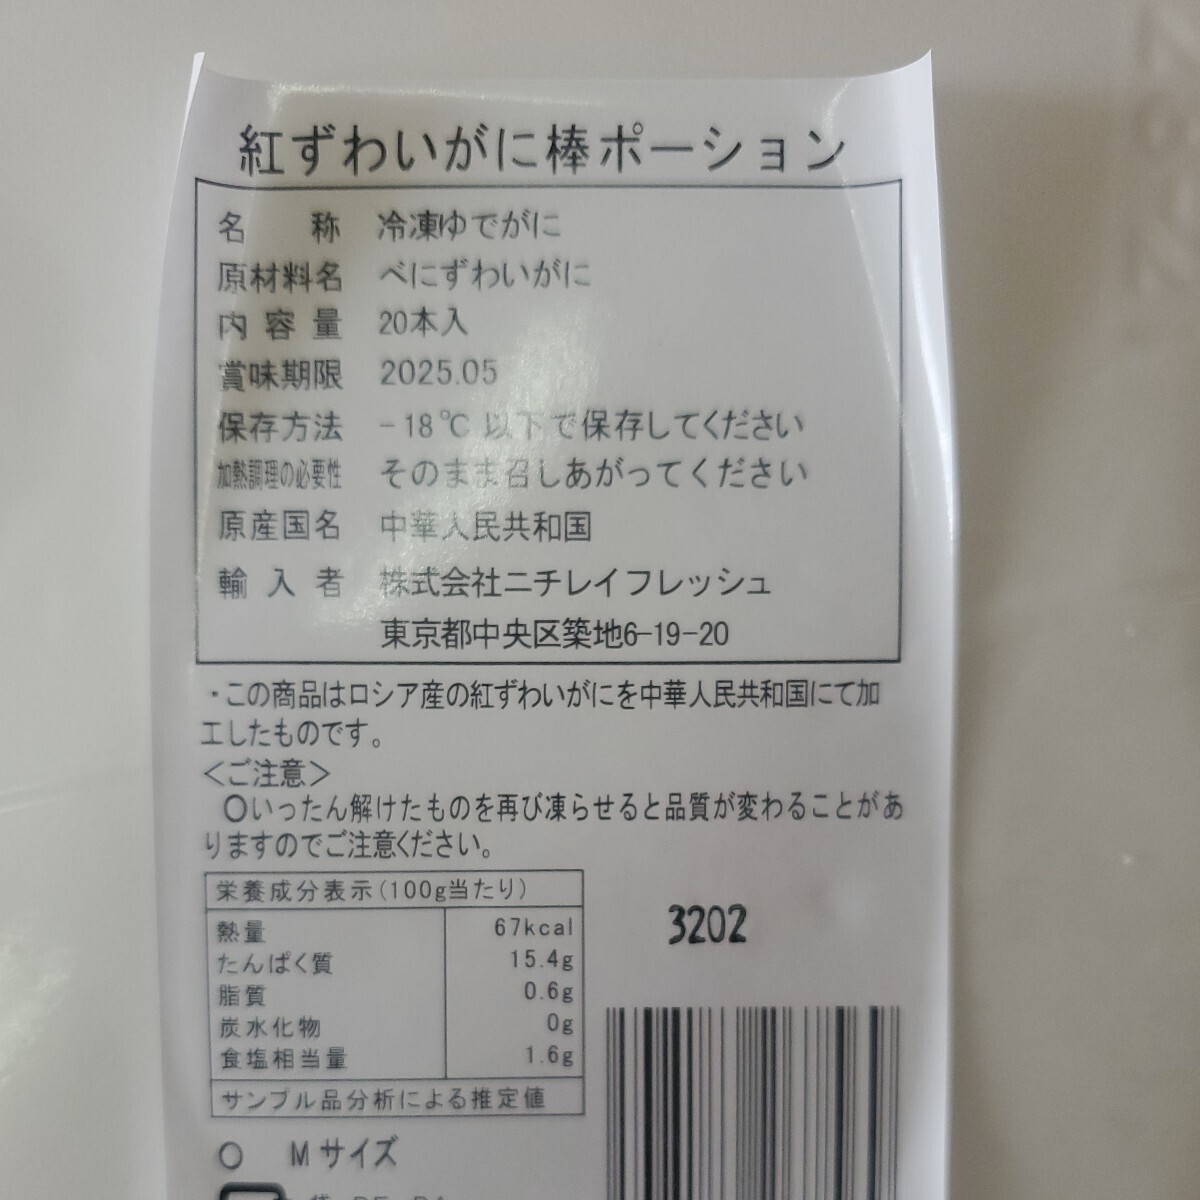 紅ずわいがに棒ポーション
名称 冷凍ゆでがに
原材料名 べにずわいがに
内容量 20本入
賞味期限 2025.05
保存方法 -18℃ 以下で保存してください
加熱調理の必要性 そのまま召しあがってください
原産国名 中華人民共和国
輸入者 株式会社ニチレイフレッシュ
東京都中央区築地6-19-20
・この商品はロシア産の紅ずわいがにを中華人民共和国にて加
工したものです。
<ご注意>
〇いったん解けたものを再び凍らせると品質が変わることがあ
りますのでご注意ください。
栄養成分表示(100g当たり)
熱量 67kcal
たんぱく質 15.4g
脂質 0.6g
炭水化物 0g
食塩相当量 1.6g
サンプル品分析による推定値
3202
〇 Mサイズ